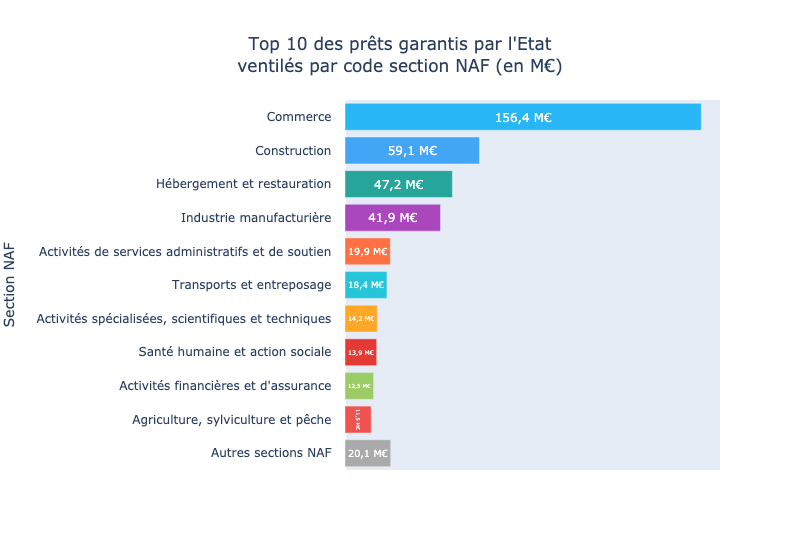 Top 10 des prêts garantis par l'Etat
ventilés par code section NAF (en M€)
Section NAF
Commerce 156,4 M€
Construction 59,1 M€
Hébergement et restauration 47,2 M€
Industrie manufacturière 41,9 M€
Activités de services administratifs et de soutien 19,9 M€
Transports et entreposage 18,4 M€
Activités spécialisées, scientifiques et techniques 14,2 M€
Santé humaine et action sociale 13,9 M€
Activités financières et d'assurance 12,5 M€
Agriculture, sylviculture et pêche 11,5 M€
Autres sections NAF 20,1 M€